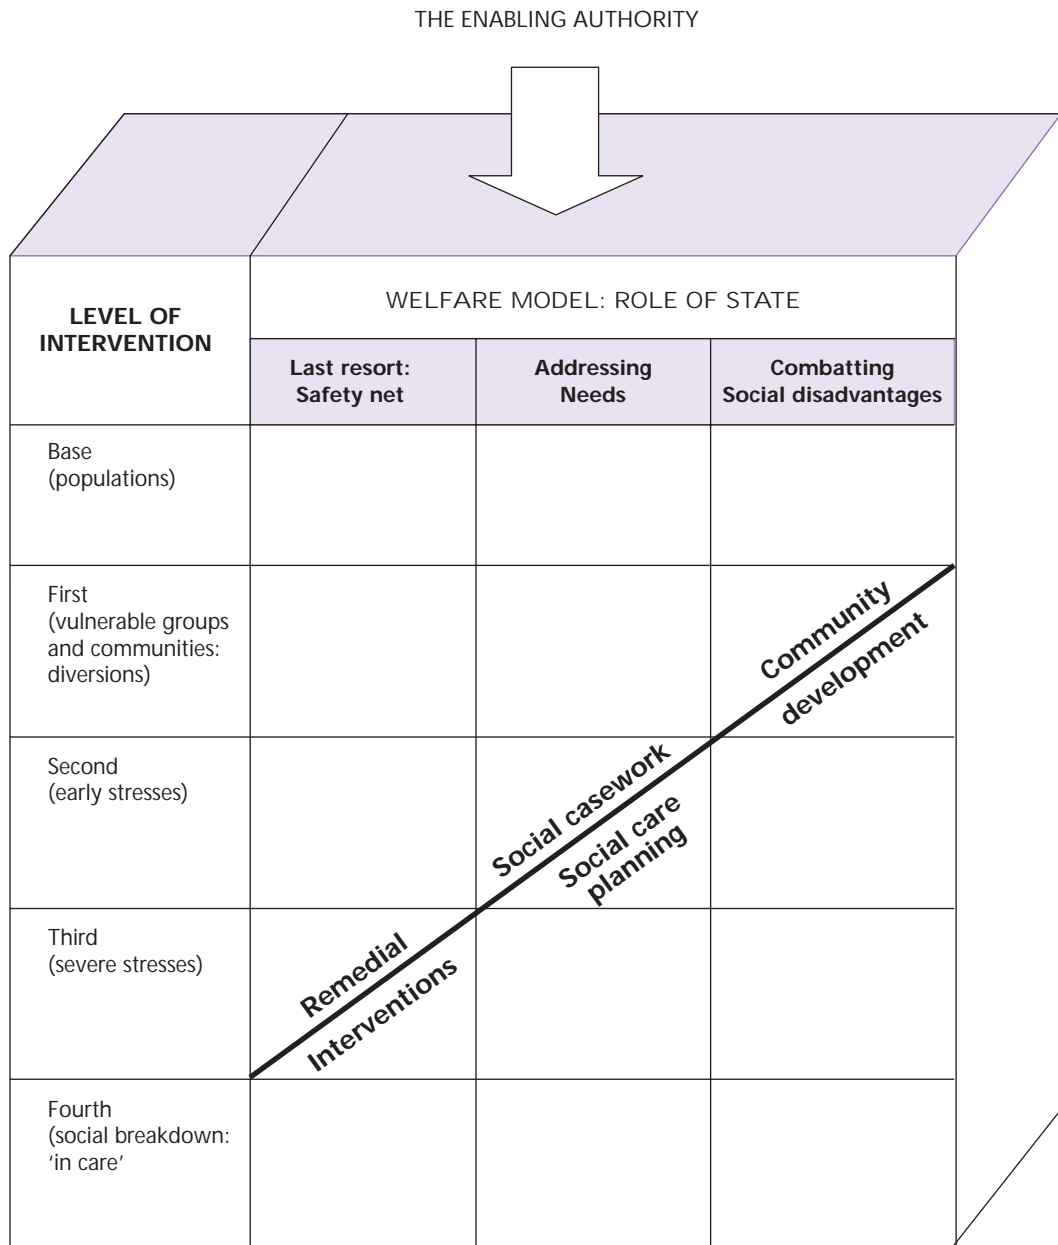 THE ENABLING AUTHORITY
LEVEL OF
INTERVENTION
WELFARE MODEL: ROLE OF STATE
Last resort:
Safety net
Addressing
Needs
Combatting
Social disadvantages
Base
(populations)
First
(vulnerable groups
and communities:
diversions)
Community
development
Second
(early stresses)
Social casework
Social care
planning
Third
(severe stresses)
Remedial
Interventions
Fourth
(social breakdown:
‘in care’